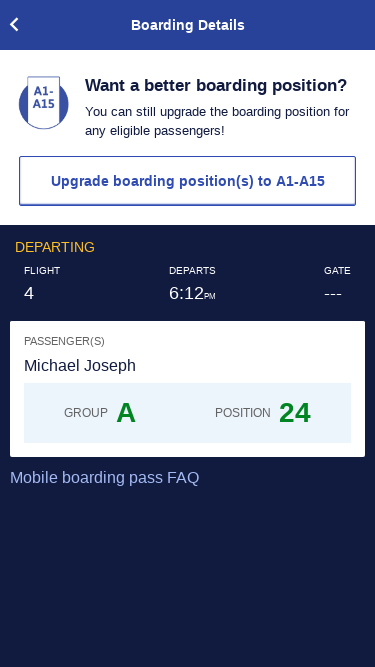 Boarding Details
A1-
A15
Want a better boarding position?
You can still upgrade the boarding position for
any eligible passengers!
Upgrade boarding position(s) to A1-A15
DEPARTING
FLIGHT DEPARTS GATE
4 6:12PM ---
PASSENGER(S)
Michael Joseph
GROUP A POSITION 24
Mobile boarding pass FAQ